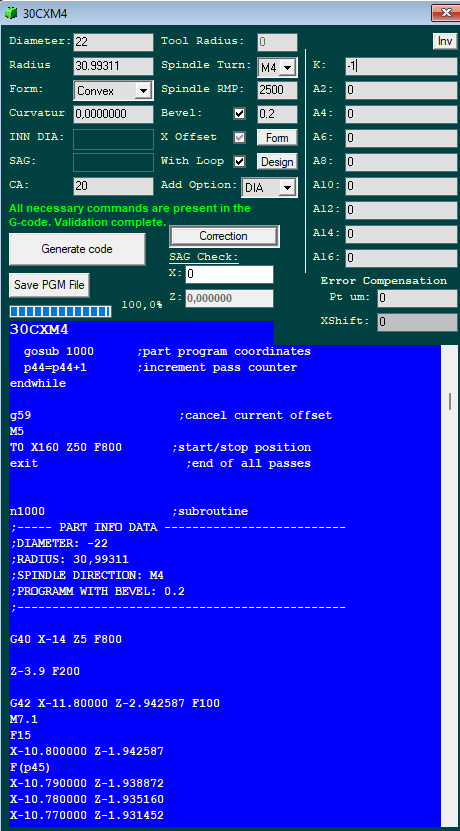 30CXM4
Diameter: 22 Tool Radius: 0 Inv
Radius 30.99311 Spindle Turn: M4 K: -1
Form: Convex Spindle RMP: 2500 A2: 0
Curvature 0,0000000 Bevel: 0.2 A4: 0
INN DIA: X Offset Form A6: 0
SAG: With Loop Design A8: 0
CA: 20 Add Option: DIA A10: 0
All necessary commands are present in the
G-code. Validation complete.
A12: 0
Generate code Correction A14: 0
SAG Check: A16: 0
X: 0
Save PGM File Z: 0,000000 Error Compensation
100,0% Pt um: 0
XShift: 0
30CXM4
gosub 1000 ;part program coordinates
p44=p44+1 ;increment pass counter
endwhile
g59 ;cancel current offset
M5
T0 X160 Z50 F800 ;start/stop position
exit ;end of all passes
n1000 ;subroutine
;----- PART INFO DATA --------------------------
;DIAMETER: -22
;RADIUS: 30,99311
;SPINDLE DIRECTION: M4
;PROGRAMM WITH BEVEL: 0.2
;-----------------------------------------------
G40 X-14 Z5 F800
Z-3.9 F200
G42 X-11.80000 Z-2.942587 F100
M7.1
F15
X-10.800000 Z-1.942587
F(p45)
X-10.790000 Z-1.938872
X-10.780000 Z-1.935160
X-10.770000 Z-1.931452